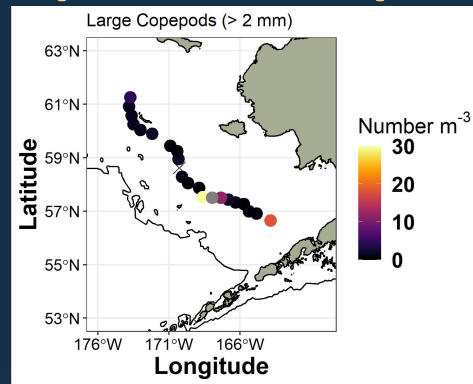 Large Copepods (> 2 mm)
63°N
61°N
59°N
57°N
55°N
53°N
Latitude
176°W 171°W 166°W
Longitude
Number m⁻³
30
20
10
0